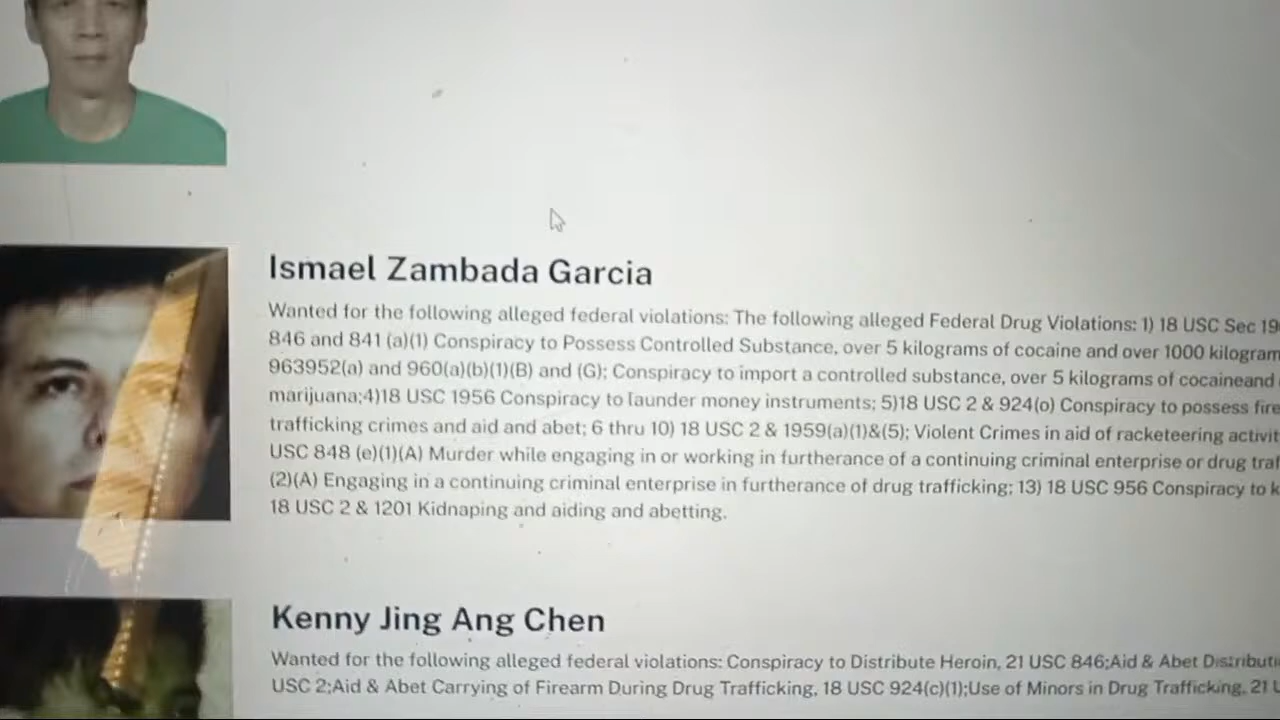 Ismael Zambada Garcia
Wanted for the following alleged federal violations: The following alleged Federal Drug Violations: 1) 18 USC Sec 19
846 and 841 (a)(1) Conspiracy to Possess Controlled Substance, over 5 kilograms of cocaine and over 1000 kilogram
963952(a) and 960(a)(b)(1)(B) and (G); Conspiracy to import a controlled substance, over 5 kilograms of cocaineand
marijuana;4)18 USC 1956 Conspiracy to launder money instruments; 5)18 USC 2 & 924(o) Conspiracy to possess fire
trafficking crimes and aid and abet; 6 thru 10) 18 USC 2 & 1959(a)(1)&(5); Violent Crimes in aid of racketeering activit
USC 848 (e)(1)(A) Murder while engaging in or working in furtherance of a continuing criminal enterprise or drug traf
(2)(A) Engaging in a continuing criminal enterprise in furtherance of drug trafficking; 13) 18 USC 956 Conspiracy to k
18 USC 2 & 1201 Kidnaping and aiding and abetting.
Kenny Jing Ang Chen
Wanted for the following alleged federal violations: Conspiracy to Distribute Heroin, 21 USC 846;Aid & Abet Distributi
USC 2;Aid & Abet Carrying of Firearm During Drug Trafficking, 18 USC 924(c)(1);Use of Minors in Drug Trafficking, 21 U